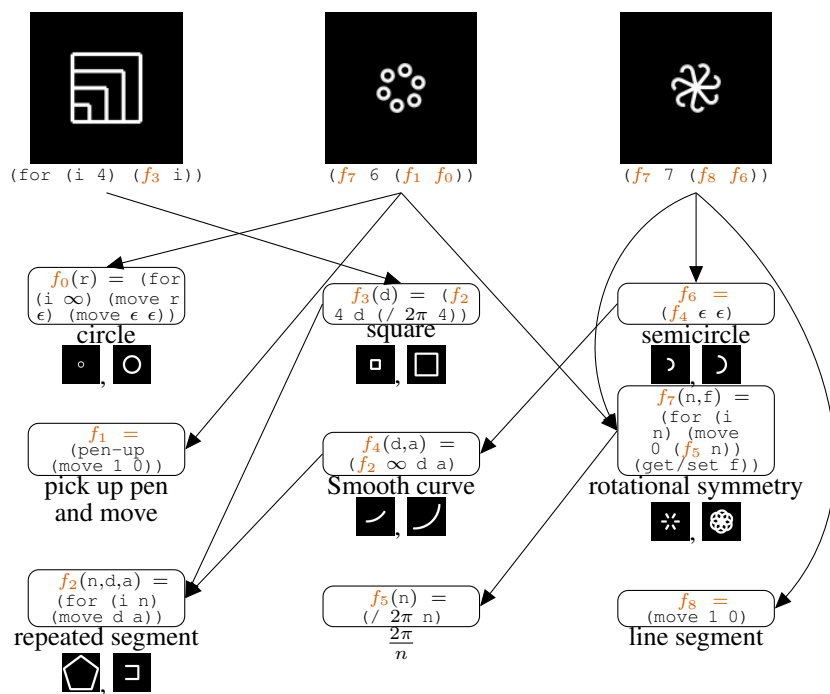 (for (i 4) (f₃ i))
(f₇ 6 (f₁ f₀))
(f₇ 7 (f₈ f₆))
f₀(r) = (for
(i ∞) (move r
ϵ) (move ϵ ϵ))
circle
,
f₃(d) = (f₂
4 d (/ 2π 4))
square
,
f₆ =
(f₄ ϵ ϵ)
semicircle
,
f₁ =
(pen-up
(move 1 0))
pick up pen
and move
f₄(d,a) =
(f₂ ∞ d a)
Smooth curve
,
f₇(n,f) =
(for (i
n) (move
0 (f₅ n))
(get/set f))
rotational symmetry
,
f₂(n,d,a) =
(for (i n)
(move d a))
repeated segment
,
f₅(n) =
(/ 2π n)
2π
n
f₈ =
(move 1 0)
line segment